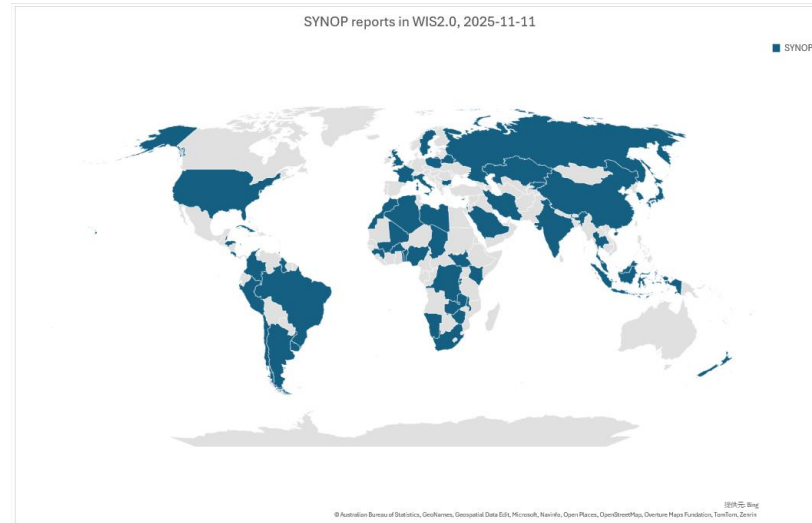 SYNOP reports in WIS2.0, 2025-11-11
SYNOP
提供元: Bing
© Australian Bureau of Statistics, GeoNames, Geospatial Data Edit, Microsoft, Navinfo, Open Places, OpenStreetMap, Overture Maps Fundation, TomTom, Zenrin